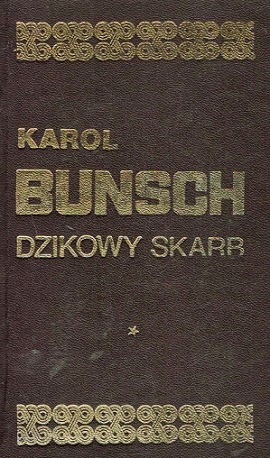 KAROL
BUNSCH
DZIKOWY SKARB
*